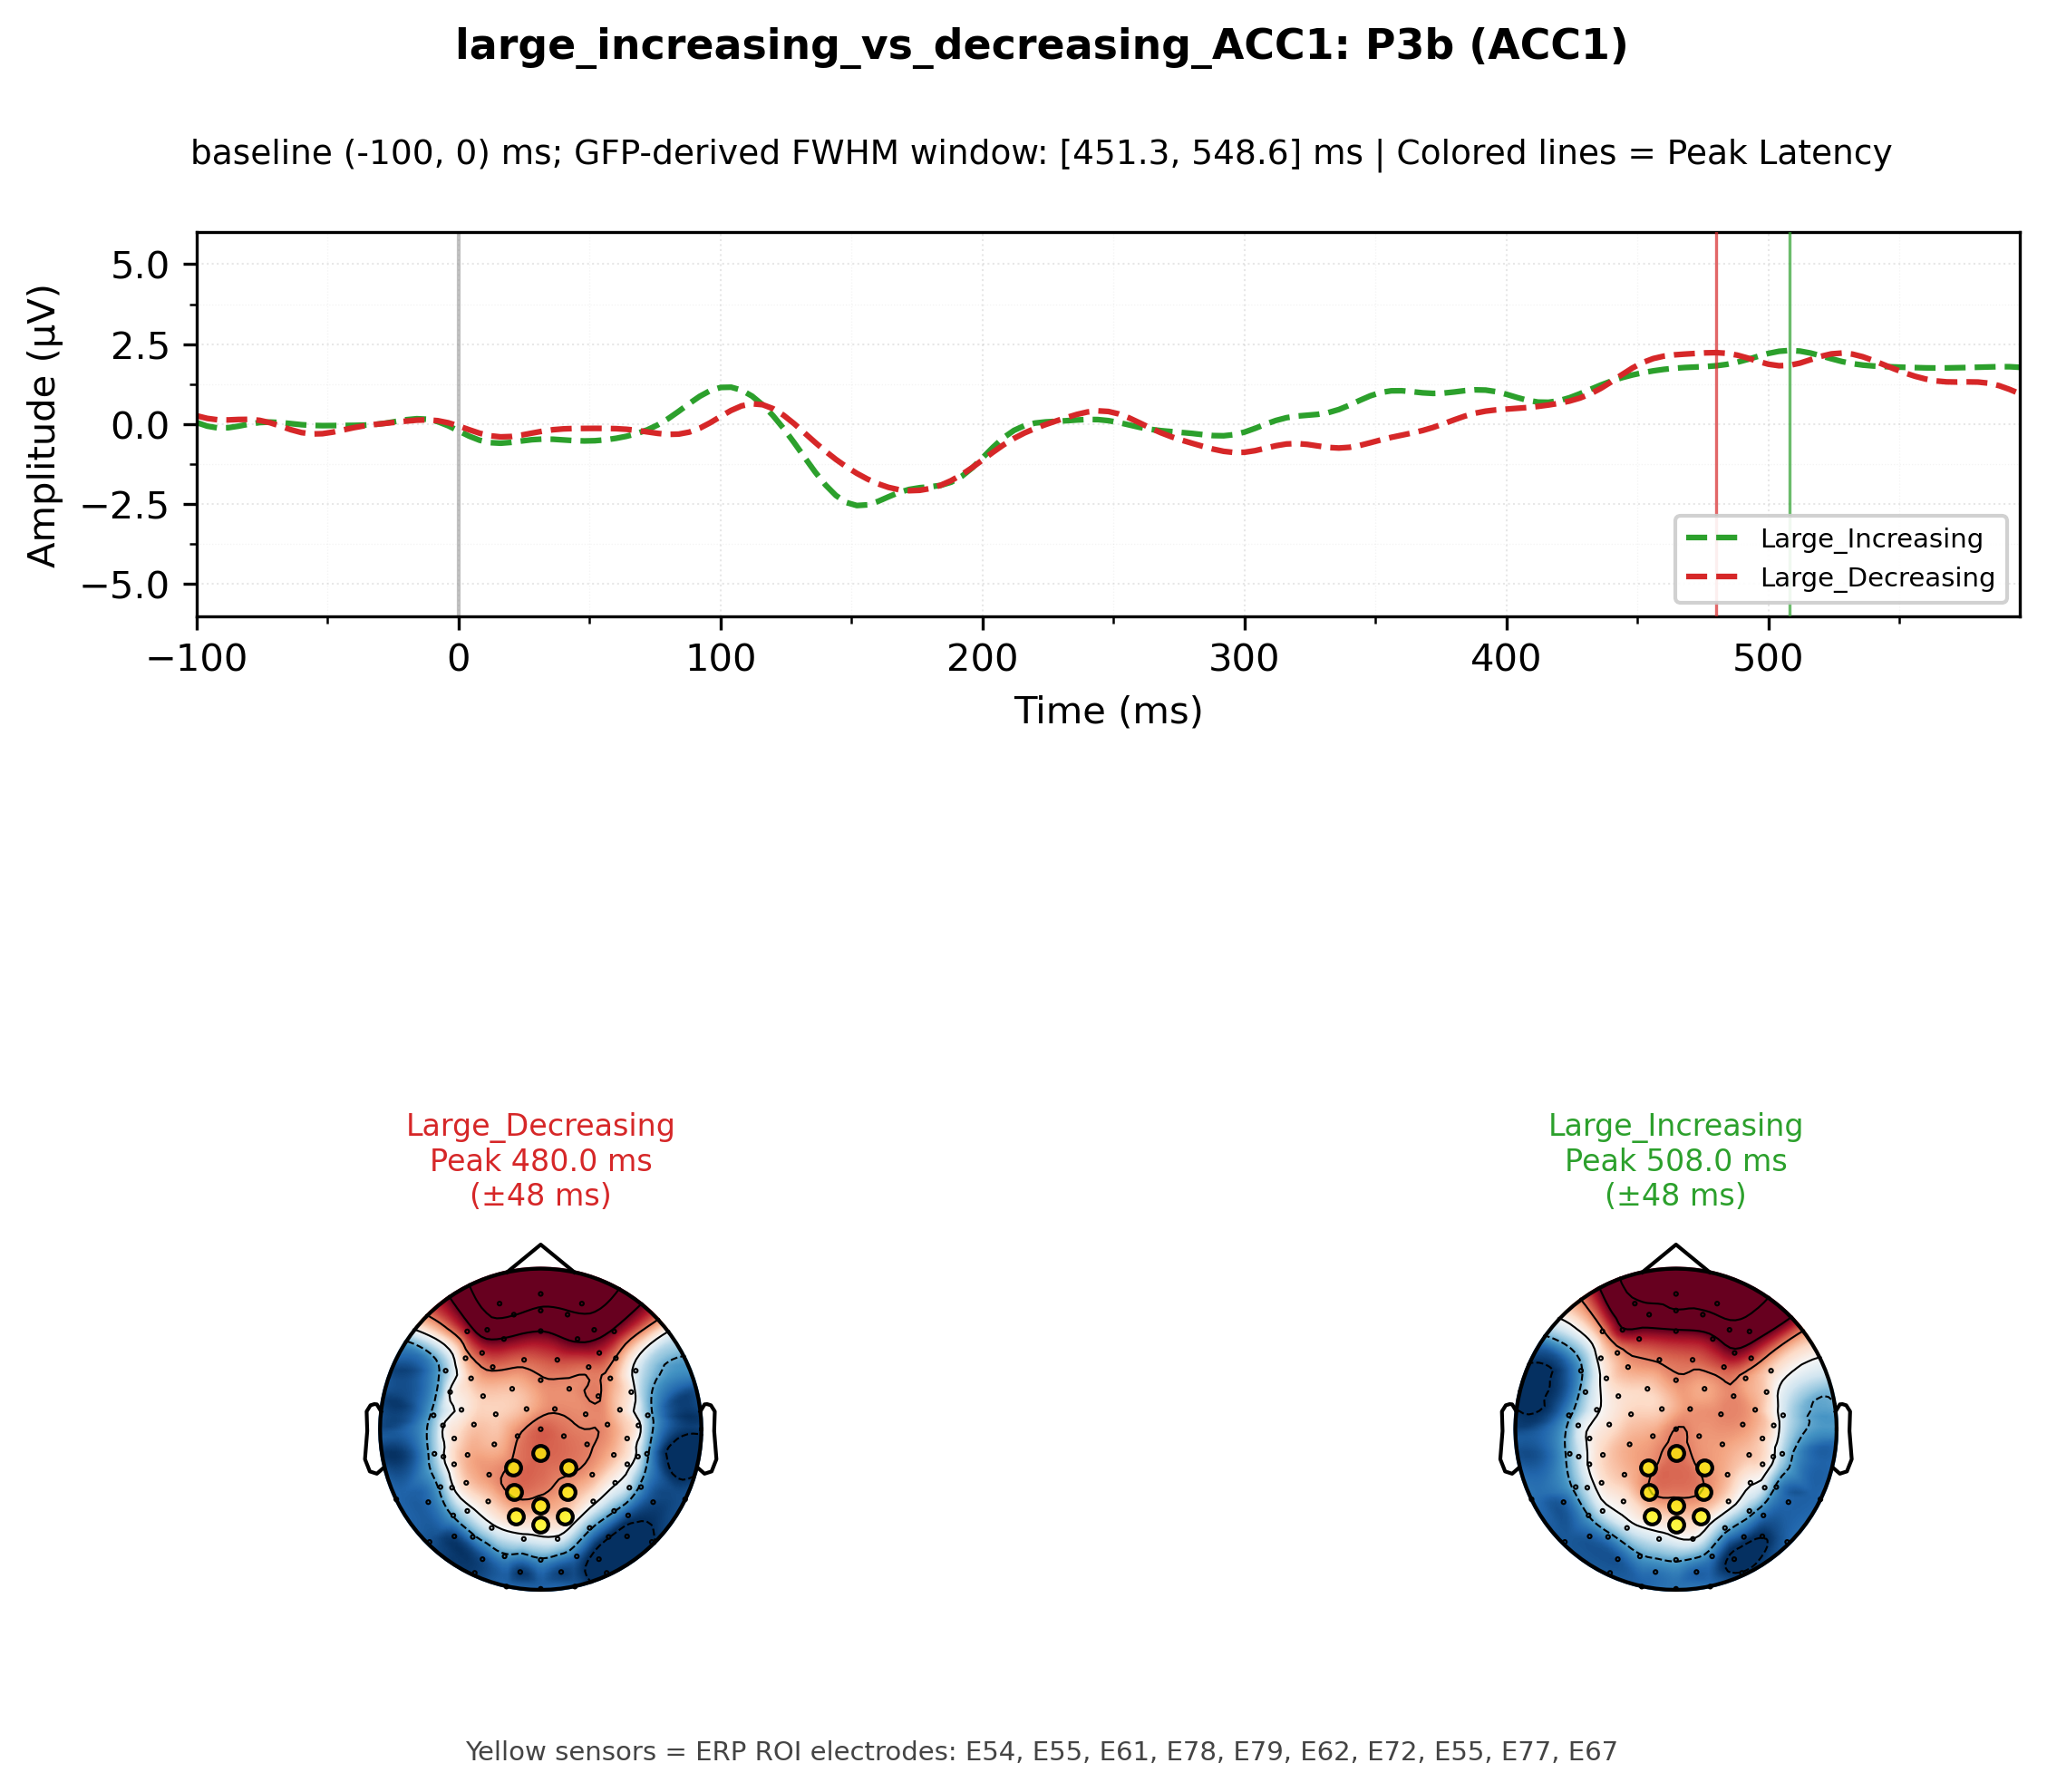 large_increasing_vs_decreasing_ACC1: P3b (ACC1)
baseline (-100, 0) ms; GFP-derived FWHM window: [451.3, 548.6] ms | Colored lines = Peak Latency
Amplitude (µV)
5.0
2.5
0.0
−2.5
−5.0
Large_Increasing
Large_Decreasing
−100
0
100
200
300
400
500
Time (ms)
Large_Decreasing
Peak 480.0 ms
(±48 ms)
Large_Increasing
Peak 508.0 ms
(±48 ms)
Yellow sensors = ERP ROI electrodes: E54, E55, E61, E78, E79, E62, E72, E55, E77, E67